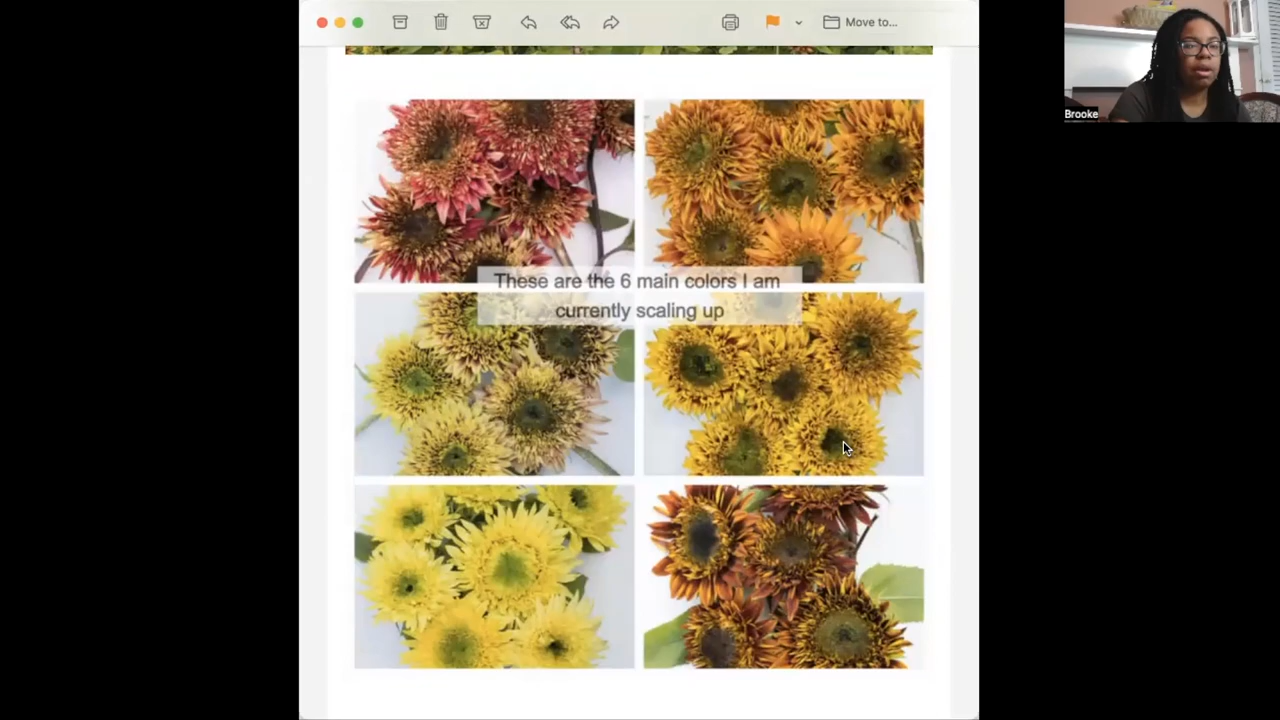 Move to...
Brooke
These are the 6 main colors I am
currently scaling up